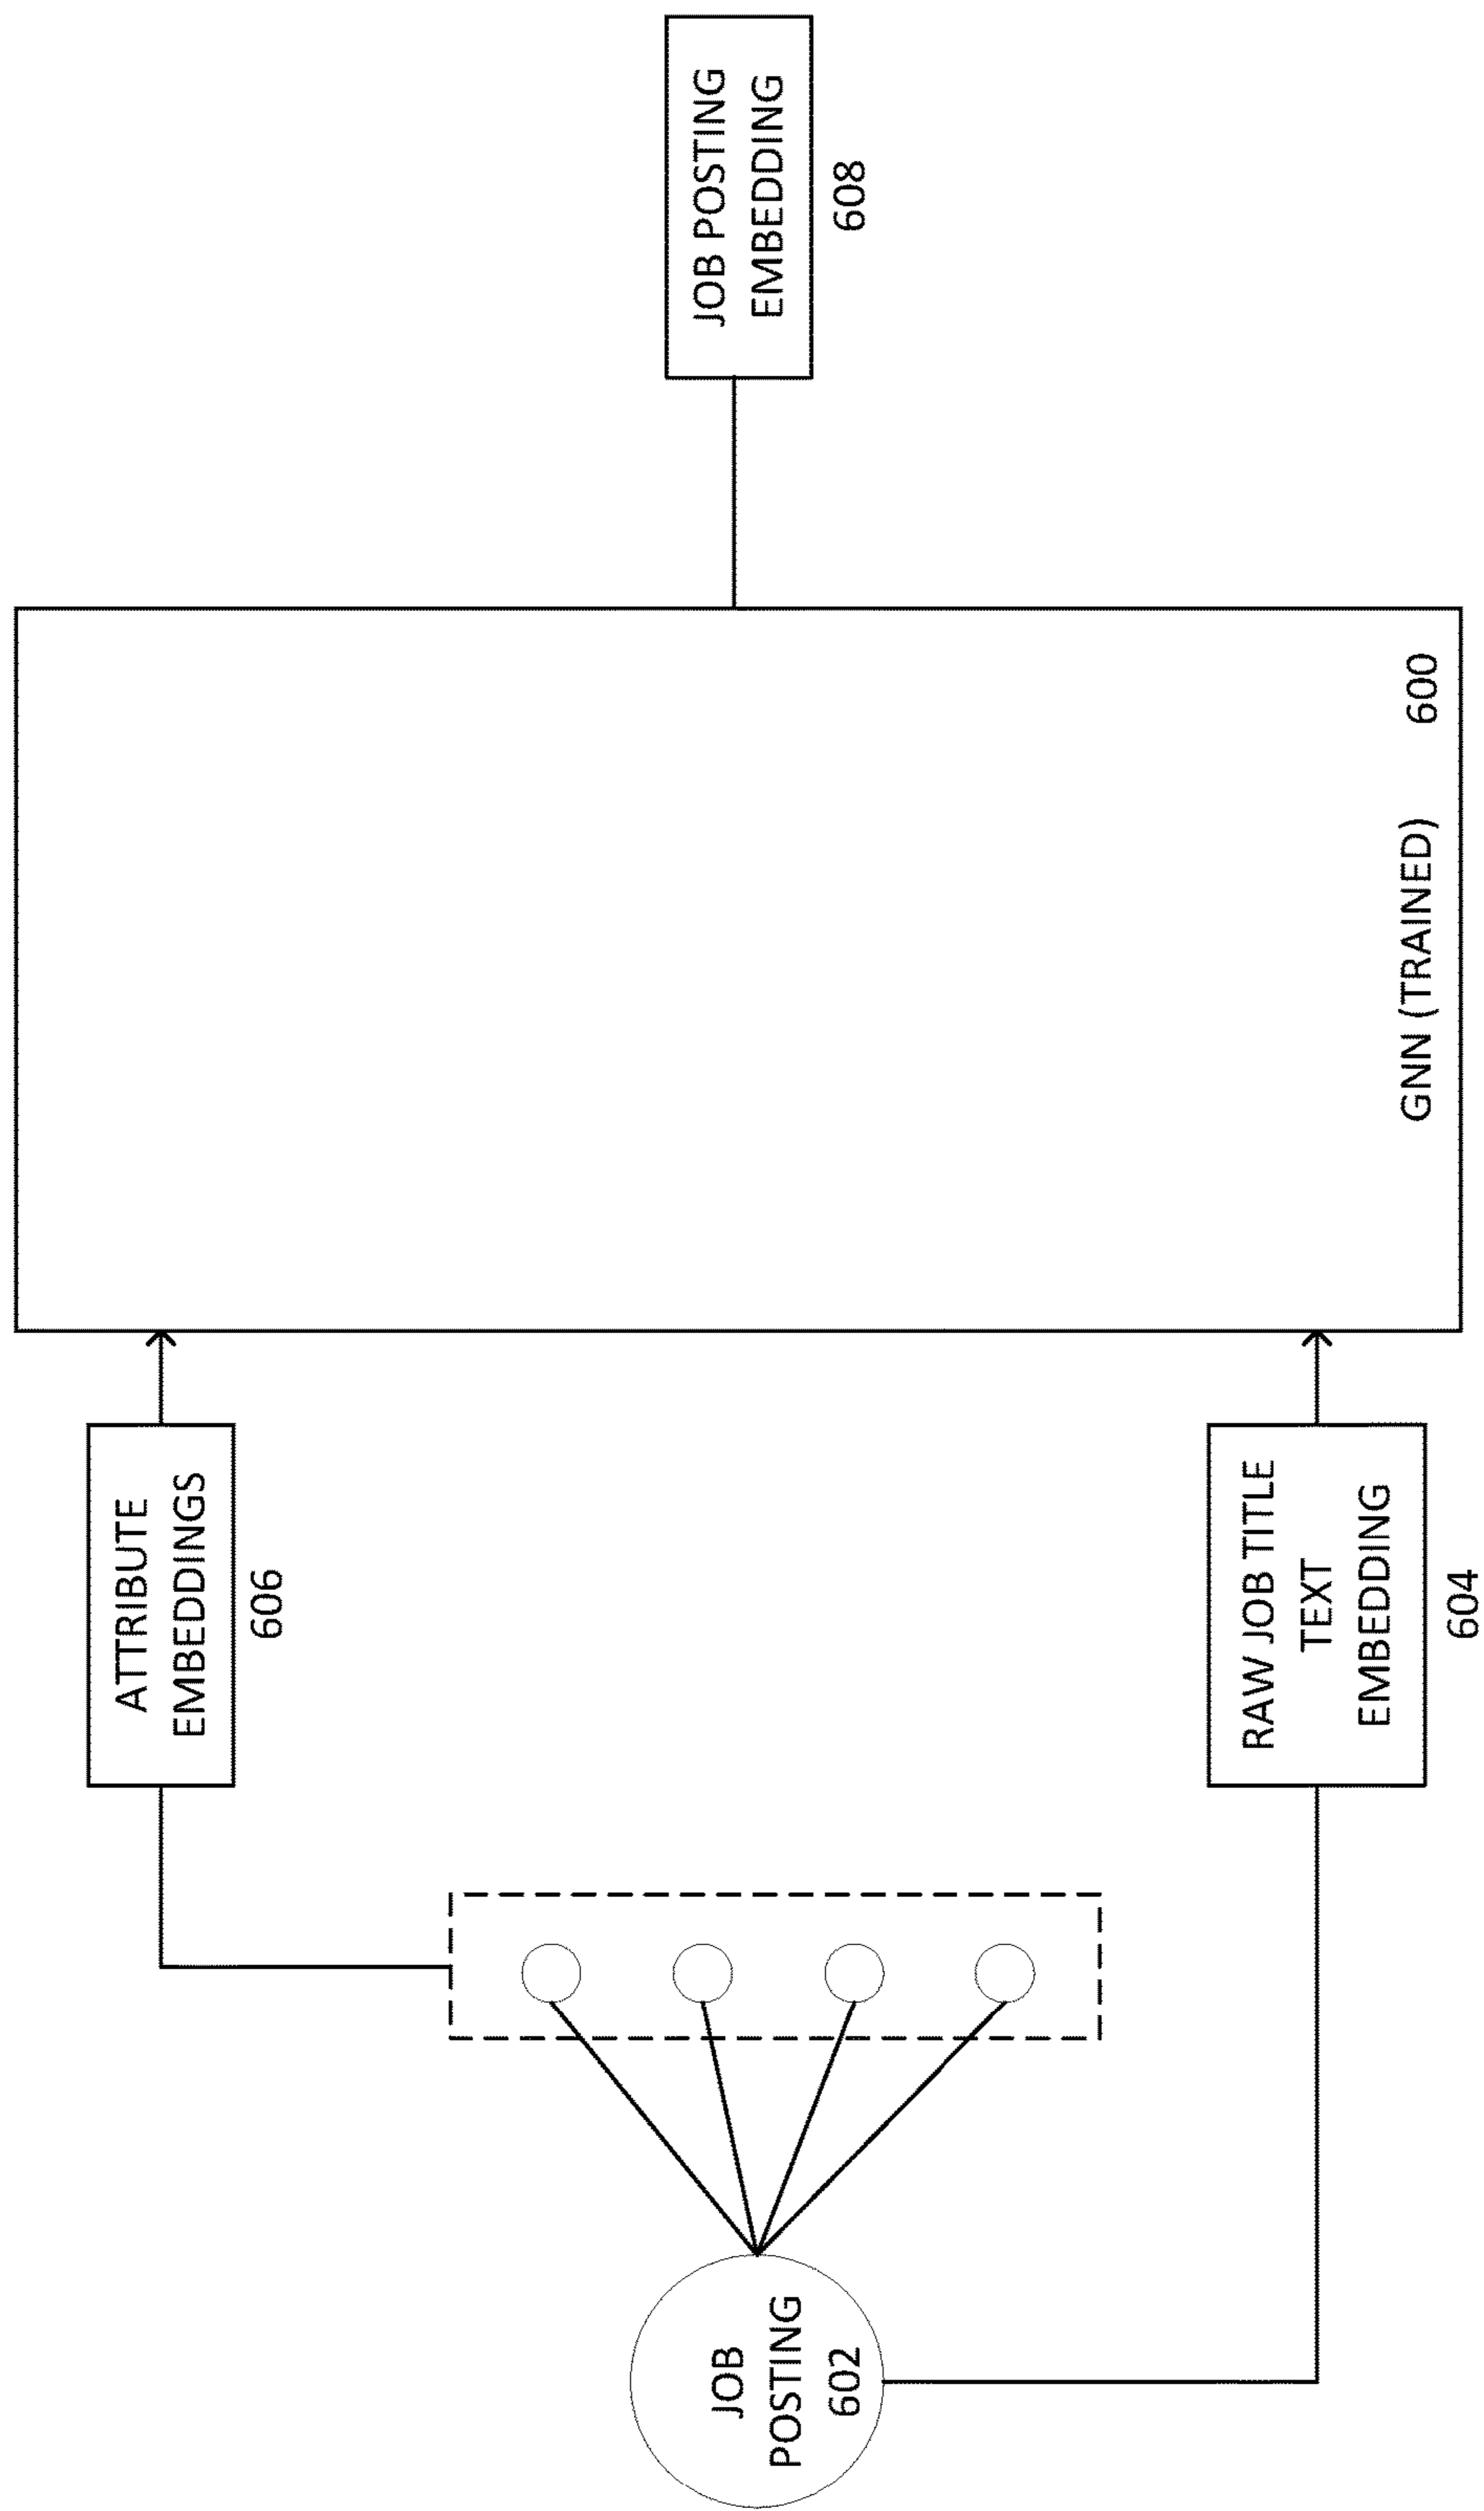 JOB
POSTING
602
ATTRIBUTE
EMBEDDINGS
606
RAW JOB TITLE
TEXT
EMBEDDING
604
GNN (TRAINED)
600
JOB POSTING
EMBEDDING
608